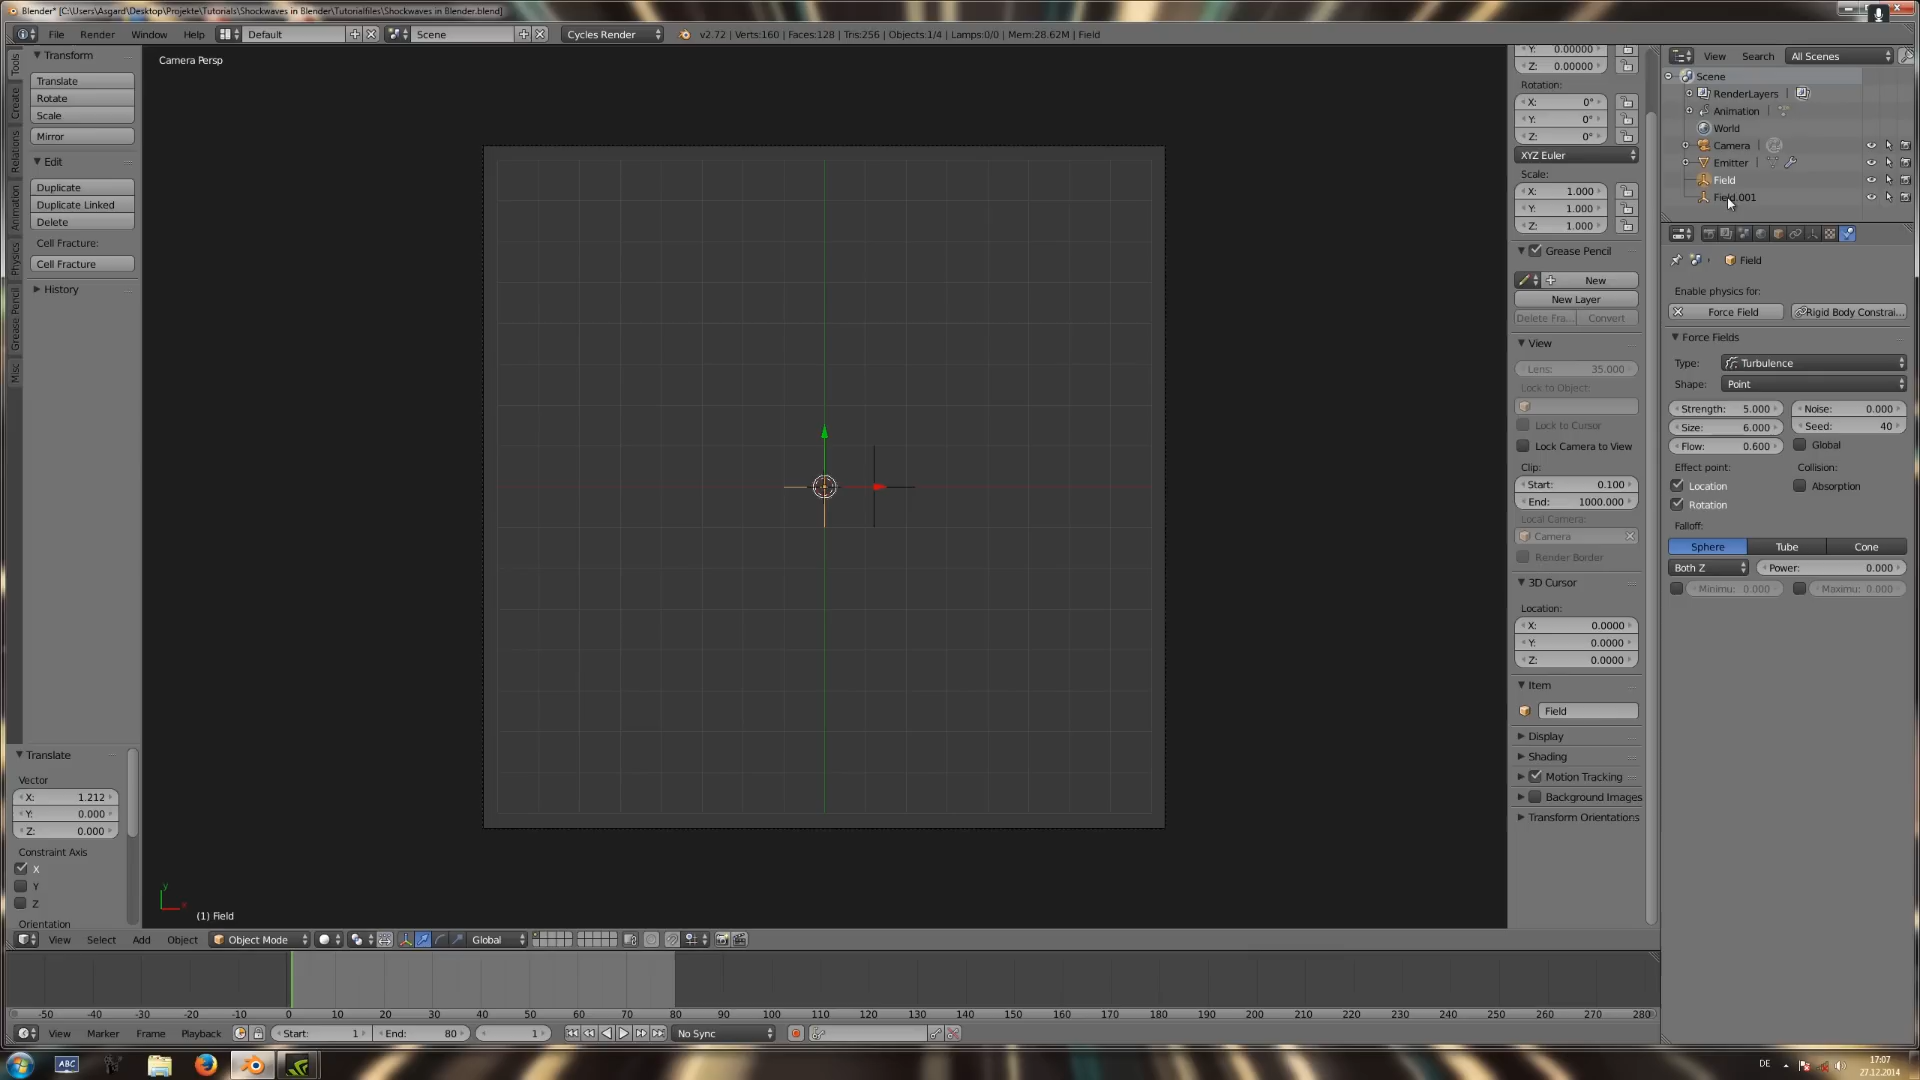 Blender* [C:\Users\Asgard\Desktop\Projekte\Tutorials\Shockwaves in Blender\Tutorialfiles\Shockwaves in Blender.blend]
File Render Window Help Default Scene Cycles Render v2.72 | Verts:160 | Faces:128 | Tris:256 | Objects:1/4 | Lamps:0/0 | Mem:28.62M | Field
Tools
Create
Relations
Animation
Physics
Grease Pencil
Misc
Transform
Translate
Rotate
Scale
Mirror
Edit
Duplicate
Duplicate Linked
Delete
Cell Fracture:
Cell Fracture
History
Translate
Vector
X: 1.212
Y: 0.000
Z: 0.000
Constraint Axis
X
Y
Z
Orientation
Camera Persp
y
x
(1) Field
View Select Add Object Object Mode Global
Y: 0.00000
Z: 0.00000
Rotation:
X: 0°
Y: 0°
Z: 0°
XYZ Euler
Scale:
X: 1.000
Y: 1.000
Z: 1.000
Grease Pencil
New
New Layer
Delete Fra... Convert
View
Lens: 35.000
Lock to Object:
Lock to Cursor
Lock Camera to View
Clip:
Start: 0.100
End: 1000.000
Local Camera:
Camera
Render Border
3D Cursor
Location:
X: 0.0000
Y: 0.0000
Z: 0.0000
Item
Field
Display
Shading
Motion Tracking
Background Images
Transform Orientations
View Search All Scenes
Scene
RenderLayers
Animation
World
Camera
Emitter
Field
Field.001
Field
Enable physics for:
Force Field Rigid Body Constrai...
Force Fields
Type: Turbulence
Shape: Point
Strength: 5.000 Noise: 0.000
Size: 6.000 Seed: 40
Flow: 0.600 Global
Effect point: Collision:
Location Absorption
Rotation
Falloff:
Sphere Tube Cone
Both Z Power: 0.000
Minimu: 0.000 Maximu: 0.000
-50 -40 -30 -20 -10 0 10 20 30 40 50 60 70 80 90 100 110 120 130 140 150 160 170 180 190 200 210 220 230 240 250 260 270 280
View Marker Frame Playback Start: 1 End: 80 1 No Sync
ABC
DE
17:07
27.12.2014